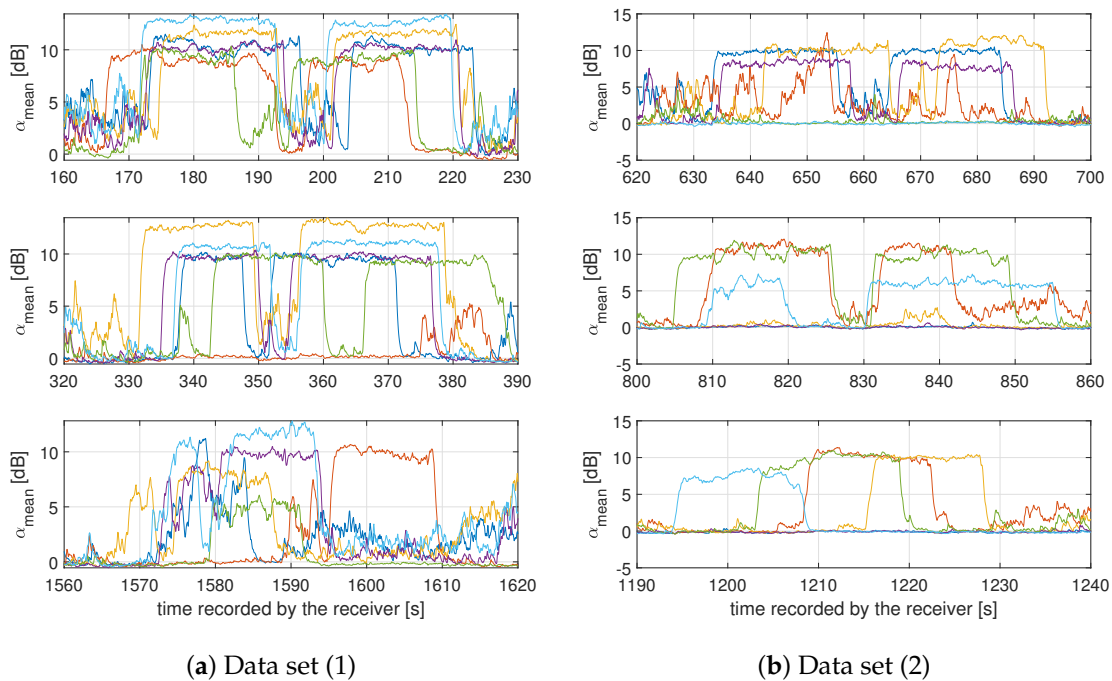 α_mean [dB]
10
5
0
160 170 180 190 200 210 220 230
α_mean [dB]
10
5
0
320 330 340 350 360 370 380 390
α_mean [dB]
10
5
0
1560 1570 1580 1590 1600 1610 1620
time recorded by the receiver [s]
(a) Data set (1)
α_mean [dB]
15
10
5
0
-5
620 630 640 650 660 670 680 690 700
α_mean [dB]
15
10
5
0
-5
800 810 820 830 840 850 860
α_mean [dB]
15
10
5
0
-5
1190 1200 1210 1220 1230 1240
time recorded by the receiver [s]
(b) Data set (2)